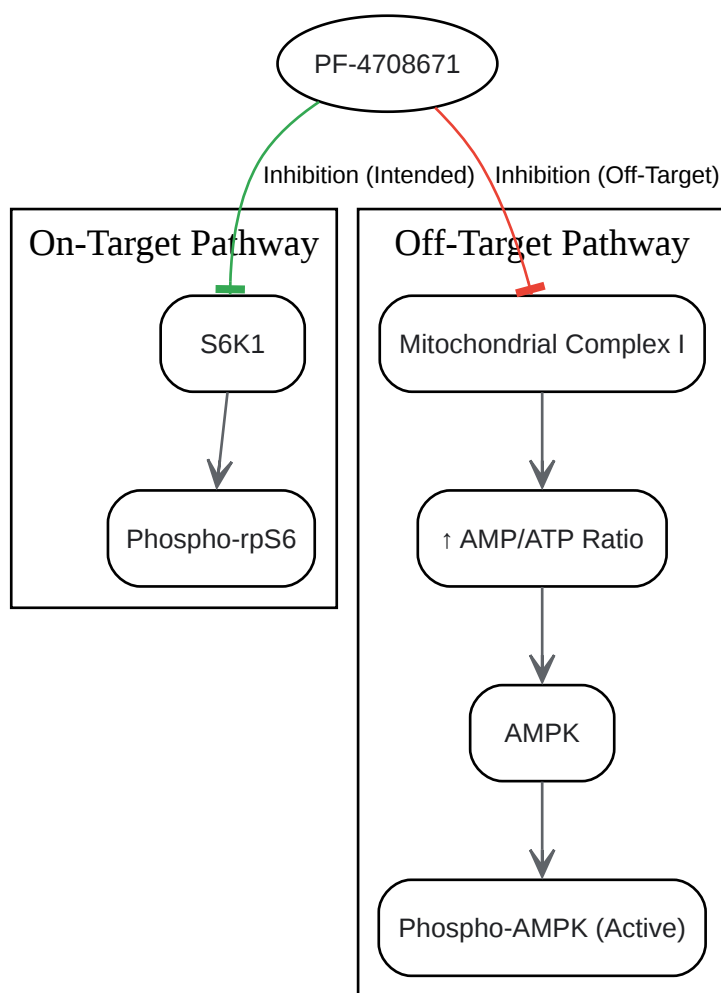 PF-4708671
Inhibition (Intended)
Inhibition (Off-Target)
On-Target Pathway
Off-Target Pathway
S6K1
Mitochondrial Complex I
Phospho-rpS6
↑ AMP/ATP Ratio
AMPK
Phospho-AMPK (Active)